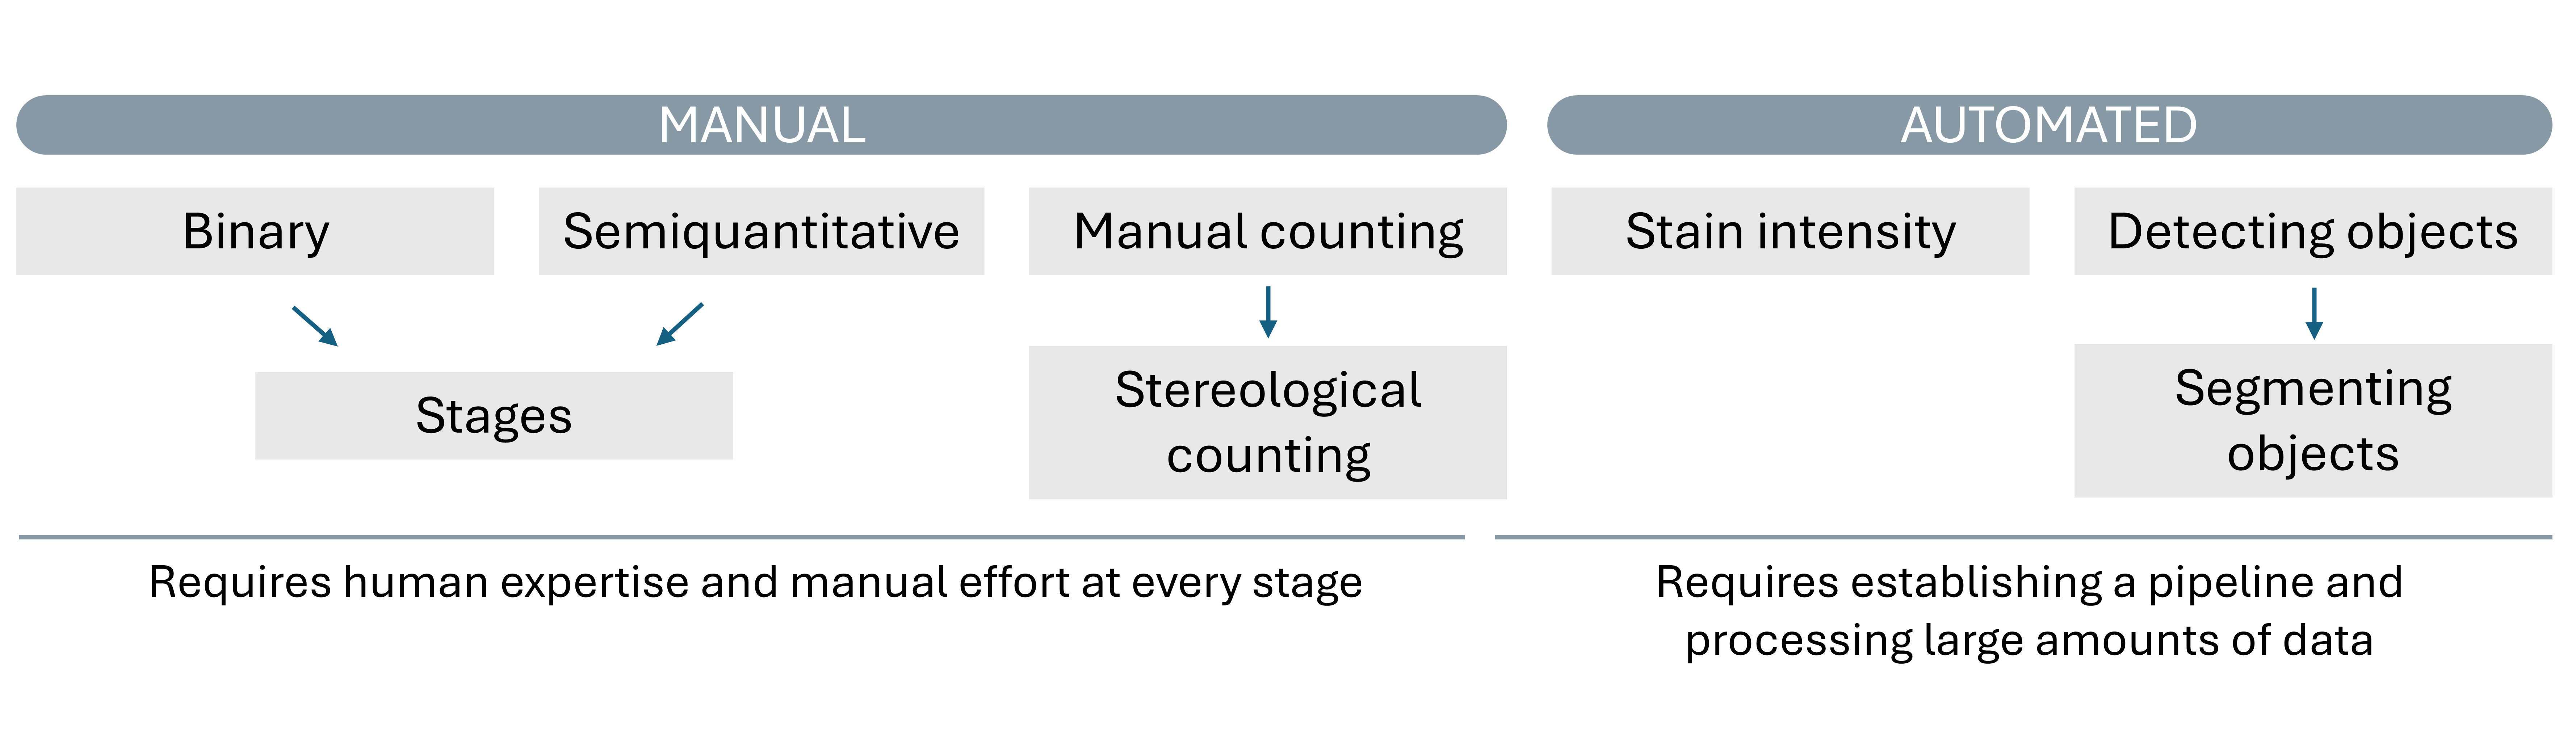 MANUAL
AUTOMATED
Binary
Semiquantitative
Manual counting
Stain intensity
Detecting objects
Stages
Stereological
counting
Segmenting
objects
Requires human expertise and manual effort at every stage
Requires establishing a pipeline and
processing large amounts of data